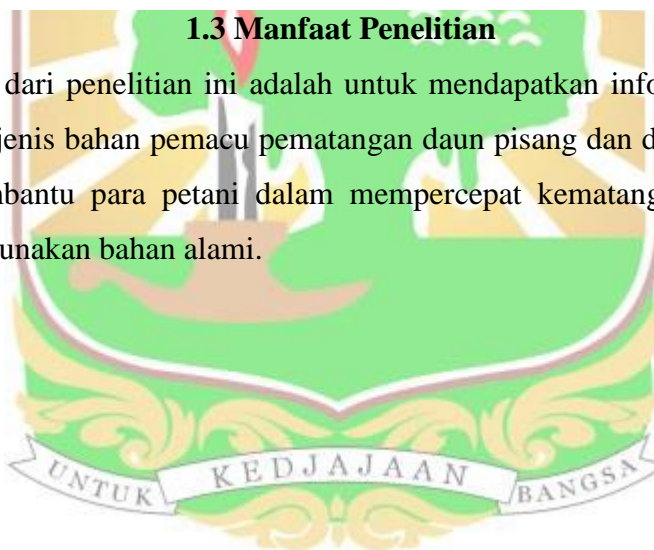 1.3 Manfaat Penelitian
dari penelitian ini adalah untuk mendapatkan info
jenis bahan pemacu pematangan daun pisang dan d
bantu para petani dalam mempercepat kematang
unakan bahan alami.
UNTUK KEDJAJAAN BANGSA